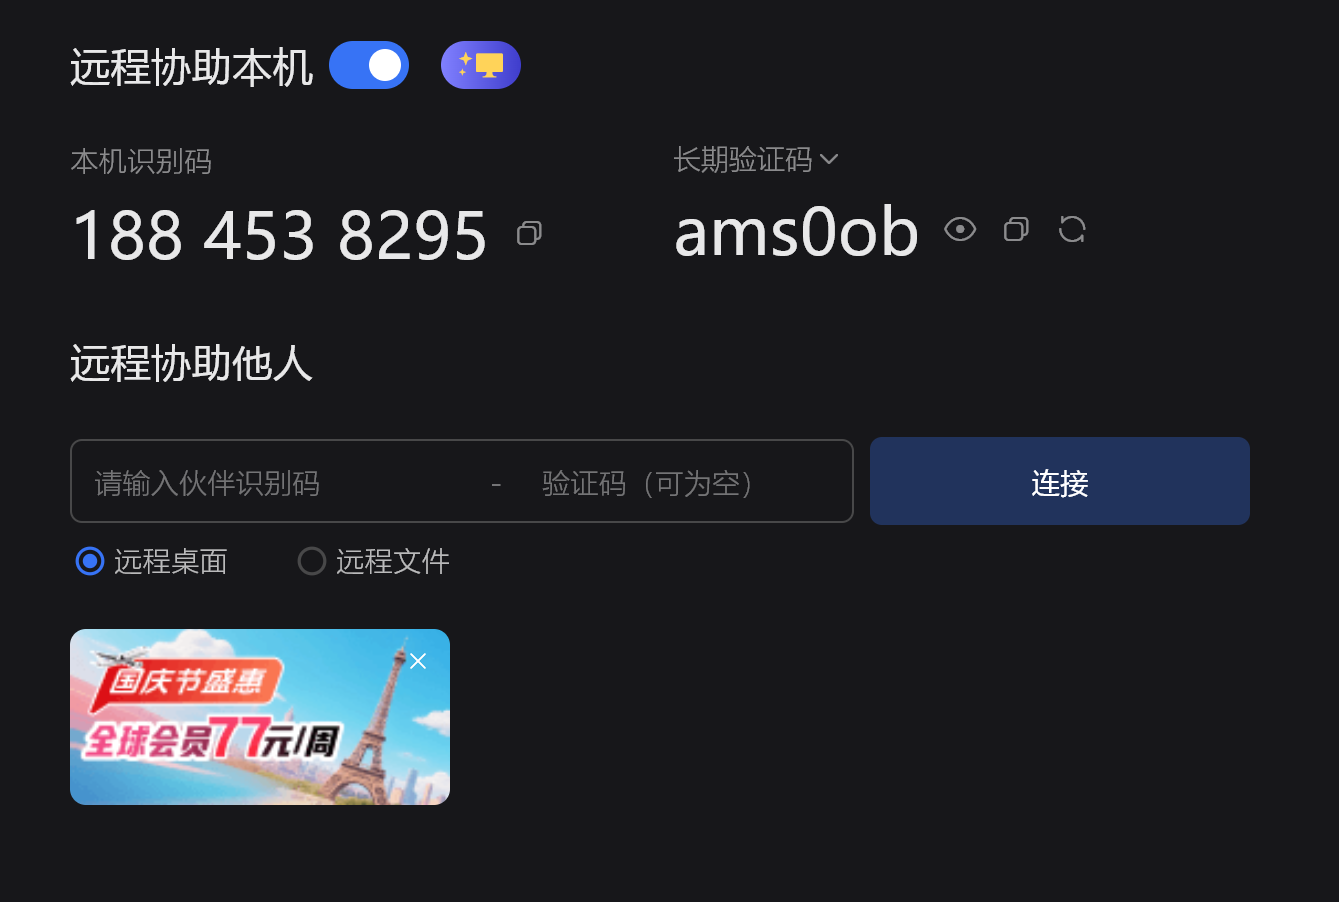 远程协助本机
本机识别码
长期验证码
188 453 8295
ams0ob
远程协助他人
请输入伙伴识别码 - 验证码（可为空）
连接
远程桌面
远程文件
国庆节盛惠
全球会员77元/周